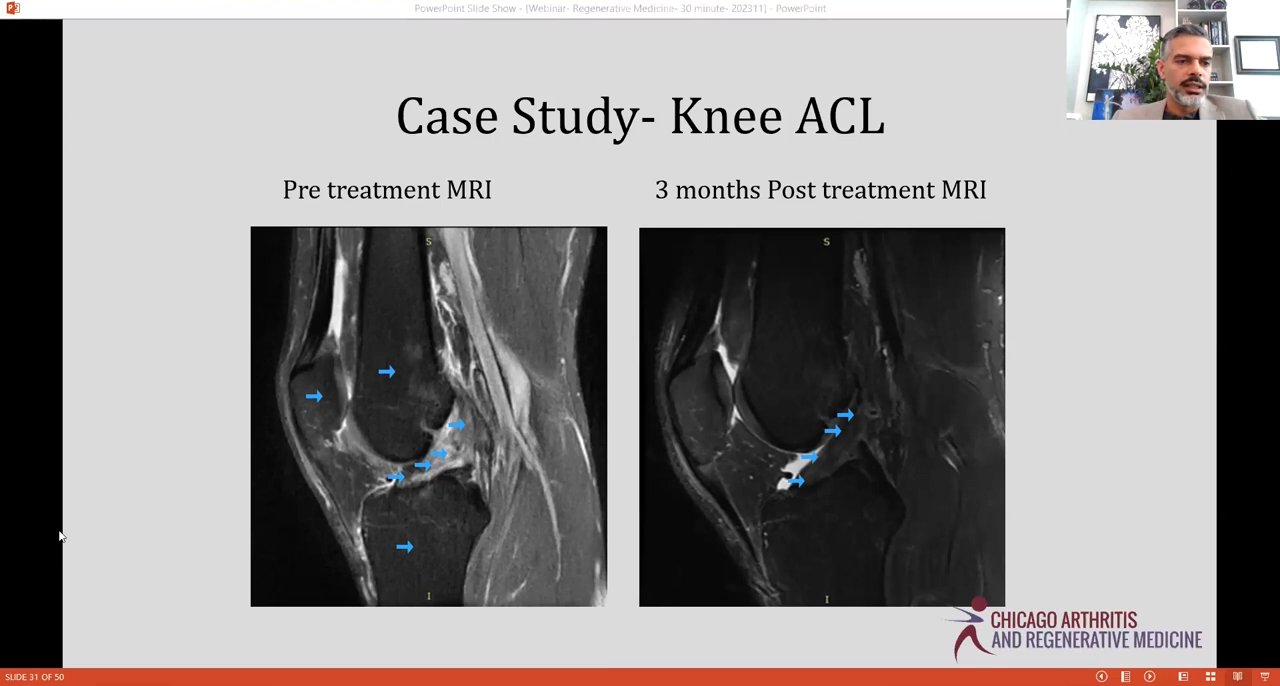 PowerPoint Slide Show - [Webinar- Regenerative Medicine- 30 minute- 202311] - PowerPoint
Case Study- Knee ACL
Pre treatment MRI
3 months Post treatment MRI
S
S
I
I
CHICAGO ARTHRITIS
AND REGENERATIVE MEDICINE
SLIDE 31 OF 50